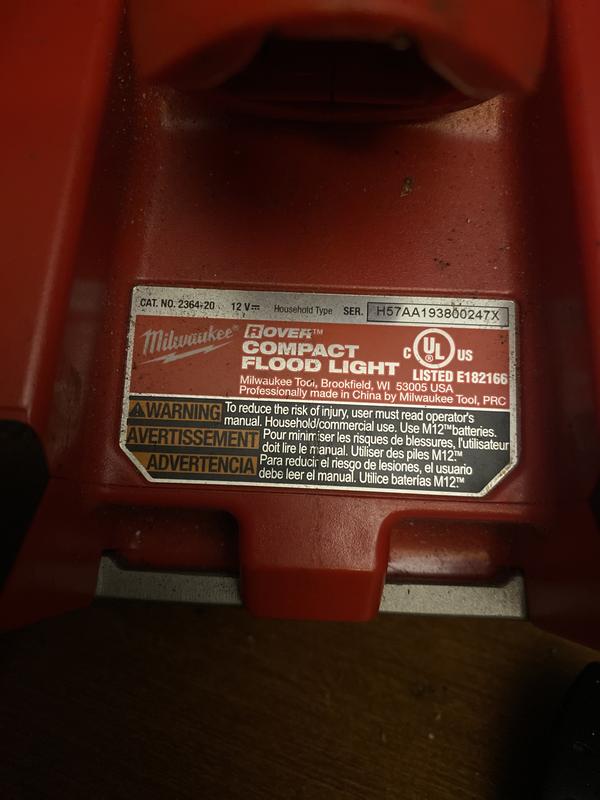 CAT. NO. 2364-20 12 V⎓ Household Type SER. H57AA193800247X
Milwaukee® ROVER™
COMPACT
FLOOD LIGHT
C UL® US
LISTED E182166
Milwaukee Tool, Brookfield, WI 53005 USA
Professionally made in China by Milwaukee Tool, PRC
WARNING To reduce the risk of injury, user must read operator's
manual. Household/commercial use. Use M12™ batteries.
AVERTISSEMENT Pour minimiser les risques de blessures, l'utilisateur
doit lire le manual. Utiliser des piles M12™
ADVERTENCIA Para reducir el riesgo de lesiones, el usuario
debe leer el manual. Utilice baterías M12™